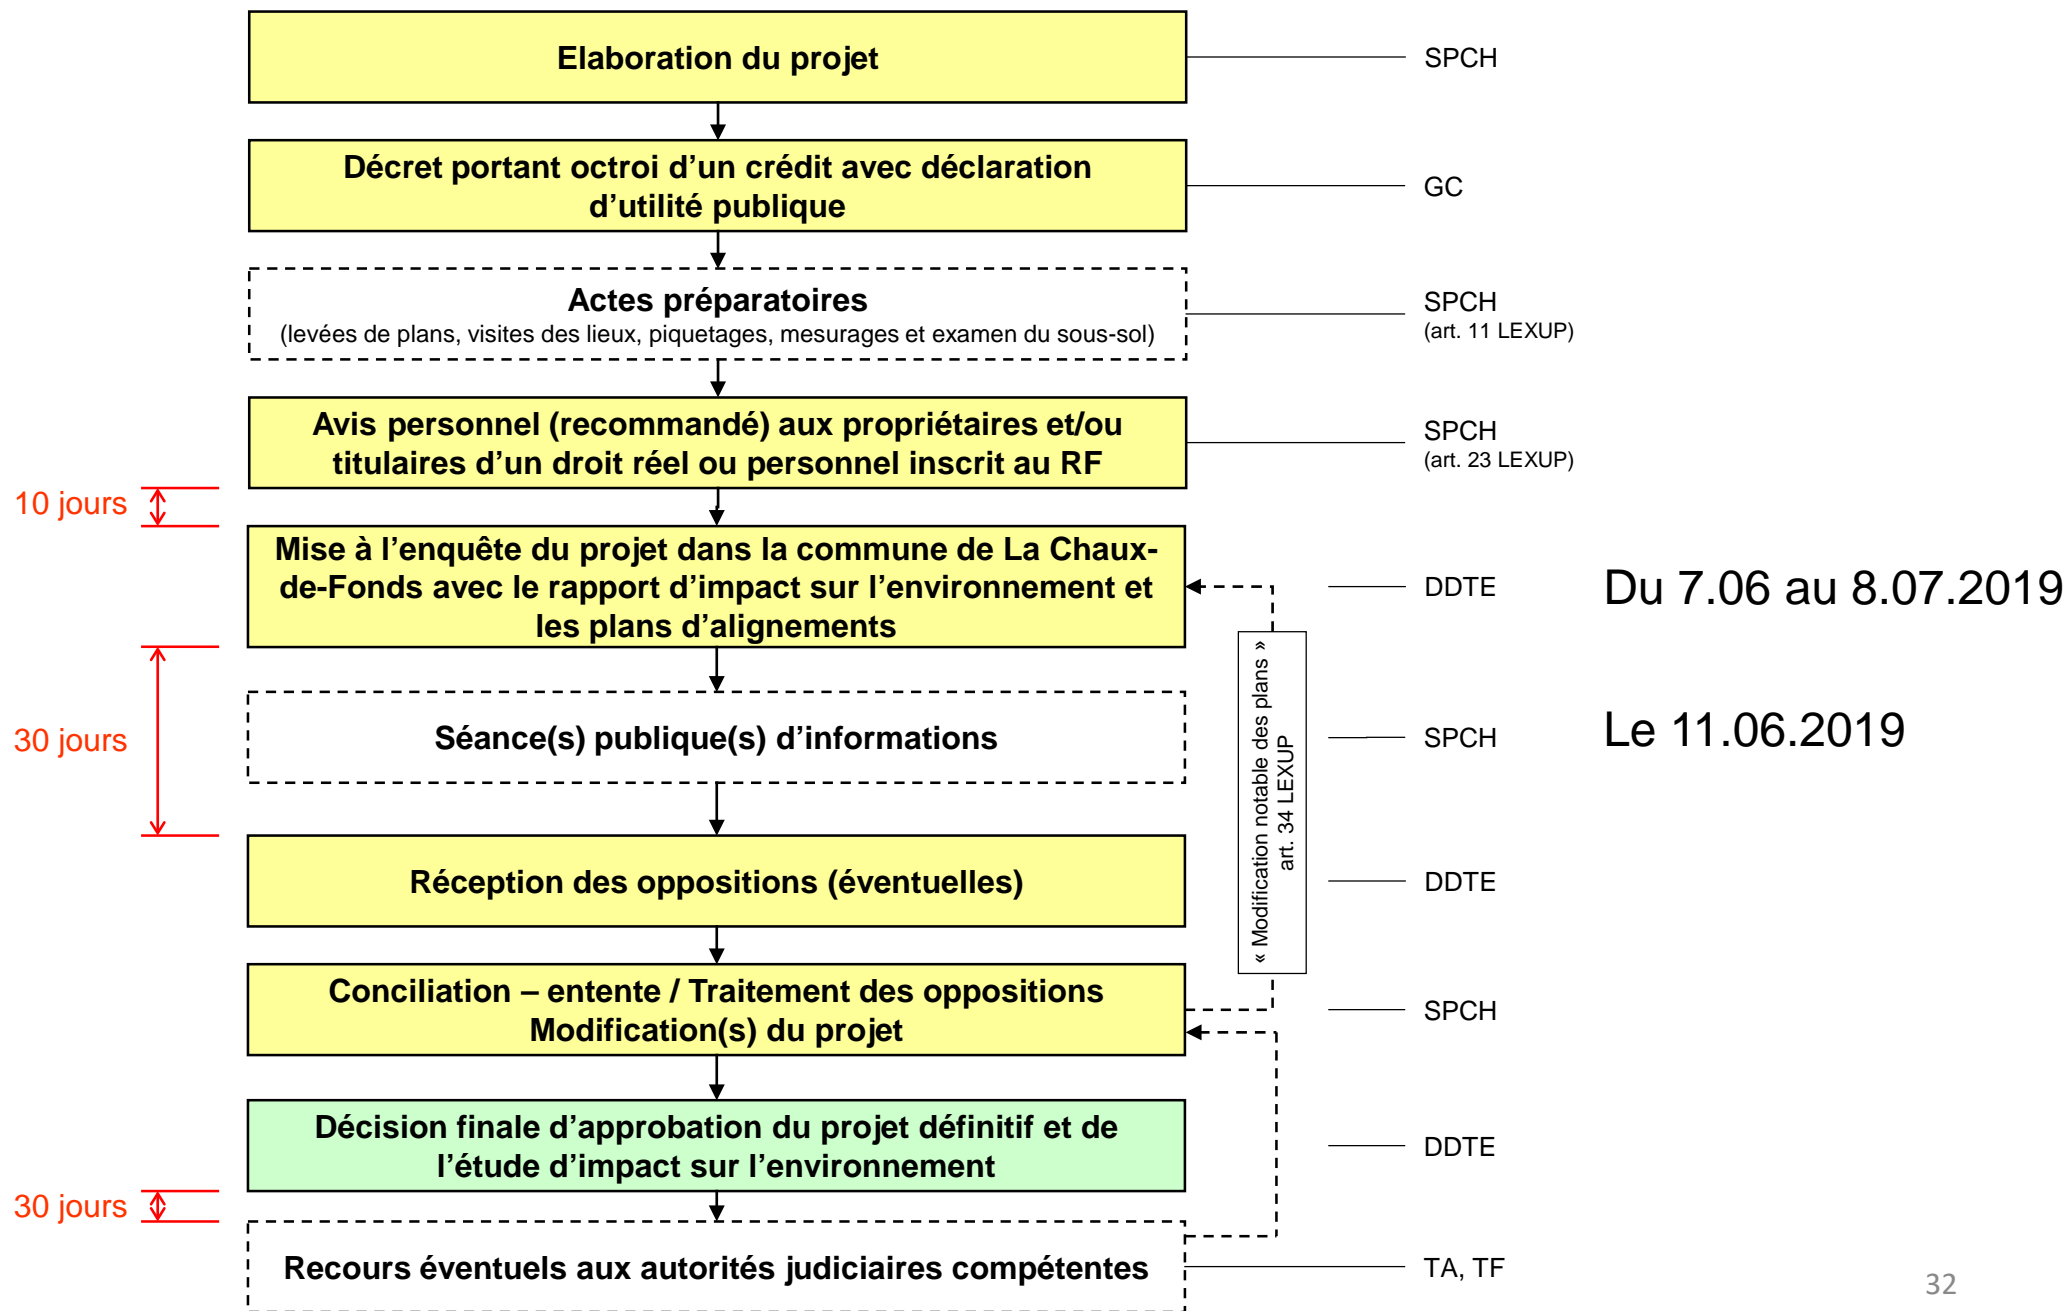 Elaboration du projet
SPCH
Décret portant octroi d’un crédit avec déclaration
d’utilité publique
GC
Actes préparatoires
(levées de plans, visites des lieux, piquetages, mesurages et examen du sous-sol)
SPCH
(art. 11 LEXUP)
Avis personnel (recommandé) aux propriétaires et/ou
titulaires d’un droit réel ou personnel inscrit au RF
SPCH
(art. 23 LEXUP)
10 jours
Mise à l’enquête du projet dans la commune de La Chaux-
de-Fonds avec le rapport d’impact sur l’environnement et
les plans d’alignements
DDTE
Du 7.06 au 8.07.2019
30 jours
Séance(s) publique(s) d’informations
SPCH
Le 11.06.2019
« Modification notable des plans »
art. 34 LEXUP
Réception des oppositions (éventuelles)
DDTE
Conciliation – entente / Traitement des oppositions
Modification(s) du projet
SPCH
Décision finale d’approbation du projet définitif et de
l’étude d’impact sur l’environnement
DDTE
30 jours
Recours éventuels aux autorités judiciaires compétentes
TA, TF
32